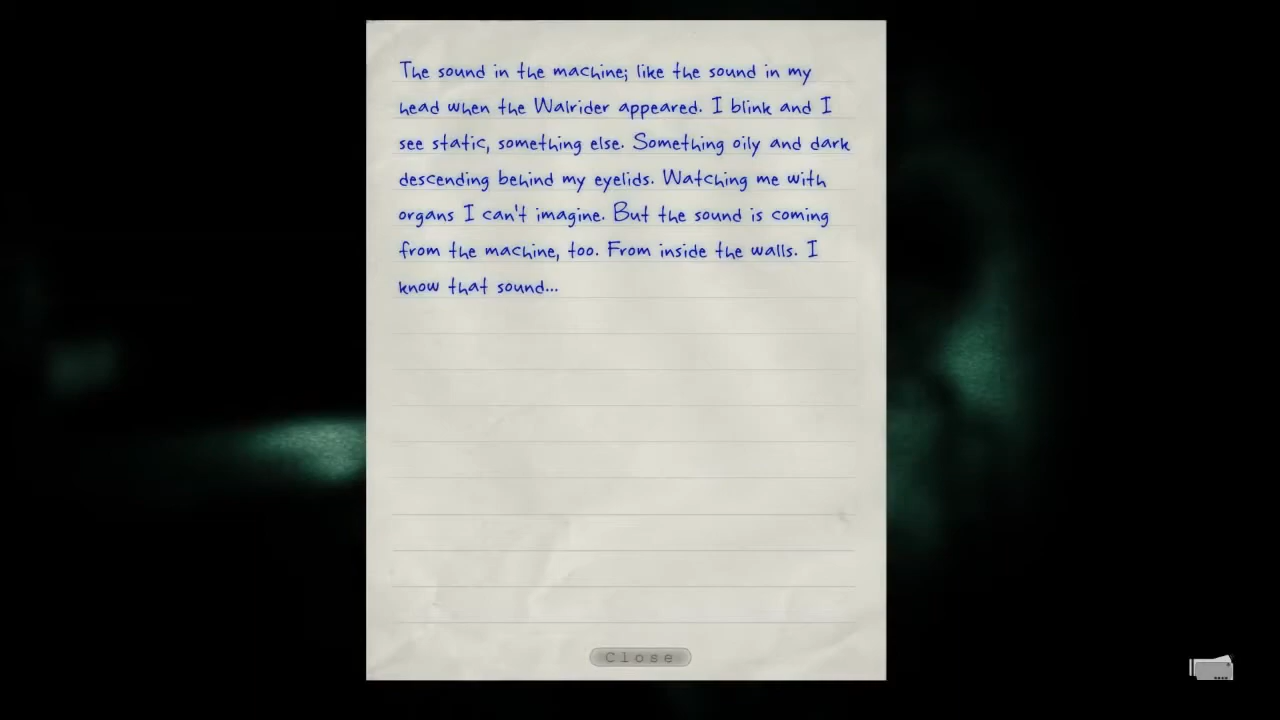 The sound in the machine; like the sound in my
head when the Walrider appeared. I blink and I
see static, something else. Something oily and dark
descending behind my eyelids. Watching me with
organs I can't imagine. But the sound is coming
from the machine, too. From inside the walls. I
know that sound...
Close